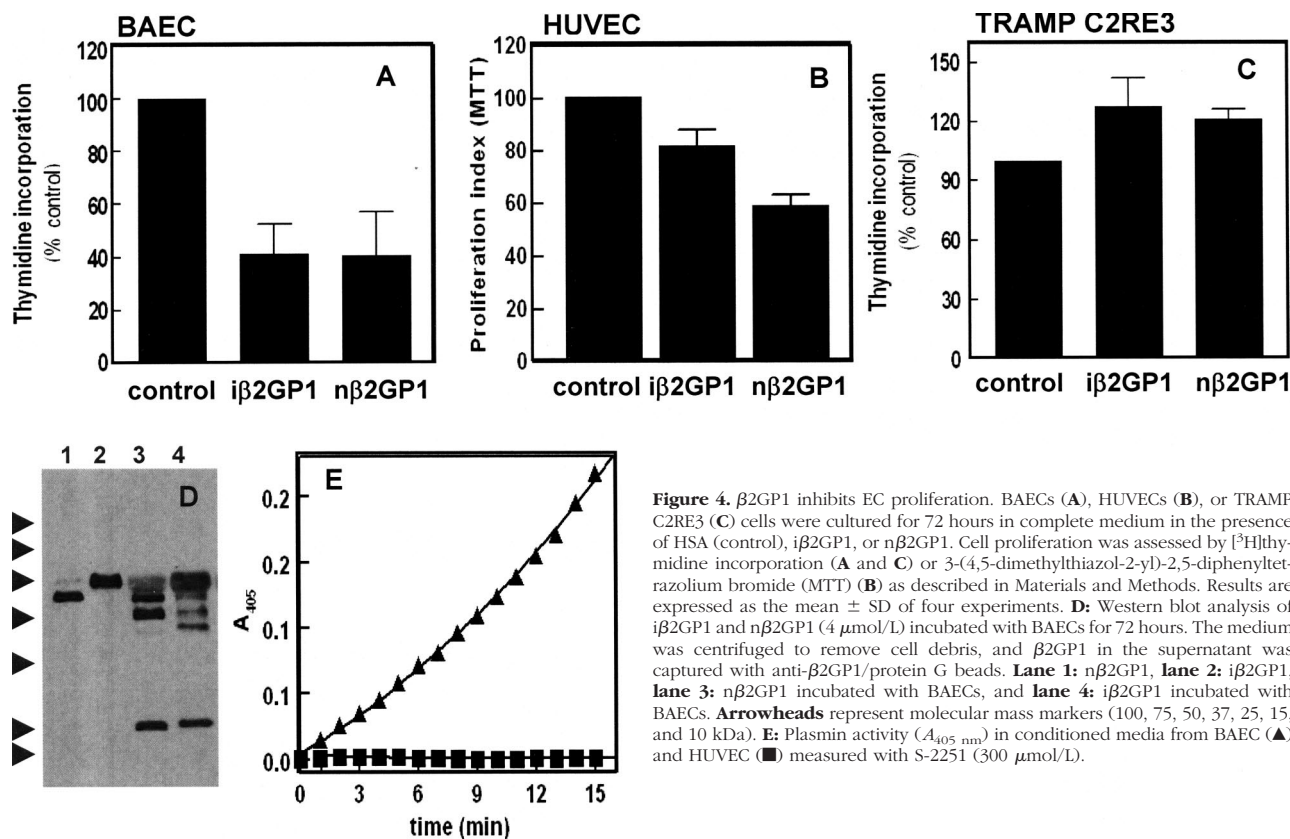 BAEC
A
120
100
80
60
40
20
0
Thymidine incorporation
(% control)
control iβ2GP1 nβ2GP1
HUVEC
B
120
100
80
60
40
20
0
Proliferation index (MTT)
control iβ2GP1 nβ2GP1
TRAMP C2RE3
C
150
120
90
60
30
0
Thymidine incorporation
(% control)
control iβ2GP1 nβ2GP1
1 2 3 4
D
E
0.2
0.2
0.1
0.1
0.0
A405
0 3 6 9 12 15
time (min)
Figure 4. β2GP1 inhibits EC proliferation. BAECs (A), HUVECs (B), or TRAMP
C2RE3 (C) cells were cultured for 72 hours in complete medium in the presence
of HSA (control), iβ2GP1, or nβ2GP1. Cell proliferation was assessed by [³H]thy-
midine incorporation (A and C) or 3-(4,5-dimethylthiazol-2-yl)-2,5-diphenyltet-
razolium bromide (MTT) (B) as described in Materials and Methods. Results are
expressed as the mean ± SD of four experiments. D: Western blot analysis of
iβ2GP1 and nβ2GP1 (4 μmol/L) incubated with BAECs for 72 hours. The medium
was centrifuged to remove cell debris, and β2GP1 in the supernatant was
captured with anti-β2GP1/protein G beads. Lane 1: nβ2GP1, lane 2: iβ2GP1,
lane 3: nβ2GP1 incubated with BAECs, and lane 4: iβ2GP1 incubated with
BAECs. Arrowheads represent molecular mass markers (100, 75, 50, 37, 25, 15,
and 10 kDa). E: Plasmin activity (A405 nm) in conditioned media from BAEC (▲)
and HUVEC (■) measured with S-2251 (300 μmol/L).